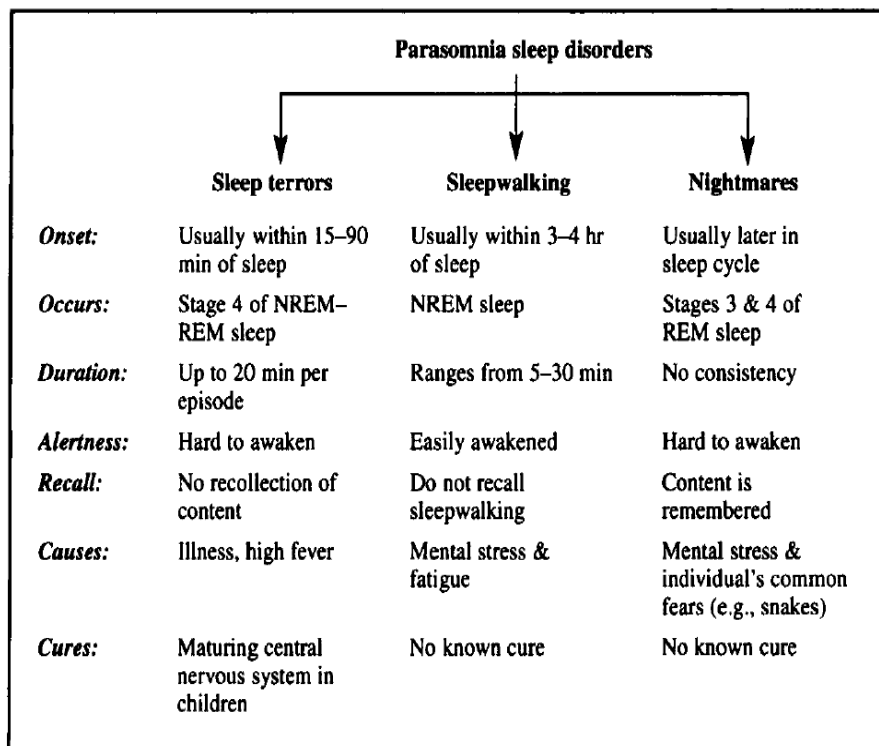 Parasomnia sleep disorders
Sleep terrors Sleepwalking Nightmares
Onset: Usually within 15–90 Usually within 3–4 hr Usually later in
min of sleep of sleep sleep cycle
Occurs: Stage 4 of NREM– NREM sleep Stages 3 & 4 of
REM sleep REM sleep
Duration: Up to 20 min per Ranges from 5–30 min No consistency
episode
Alertness: Hard to awaken Easily awakened Hard to awaken
Recall: No recollection of Do not recall Content is
content sleepwalking remembered
Causes: Illness, high fever Mental stress & Mental stress &
fatigue individual's common
fears (e.g., snakes)
Cures: Maturing central No known cure No known cure
nervous system in
children